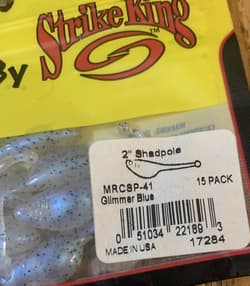 By Strike King
2" Shadpole
MRCSP-41 15 PACK
Glimmer Blue
0 51034 22189 3
MADE IN USA 17284